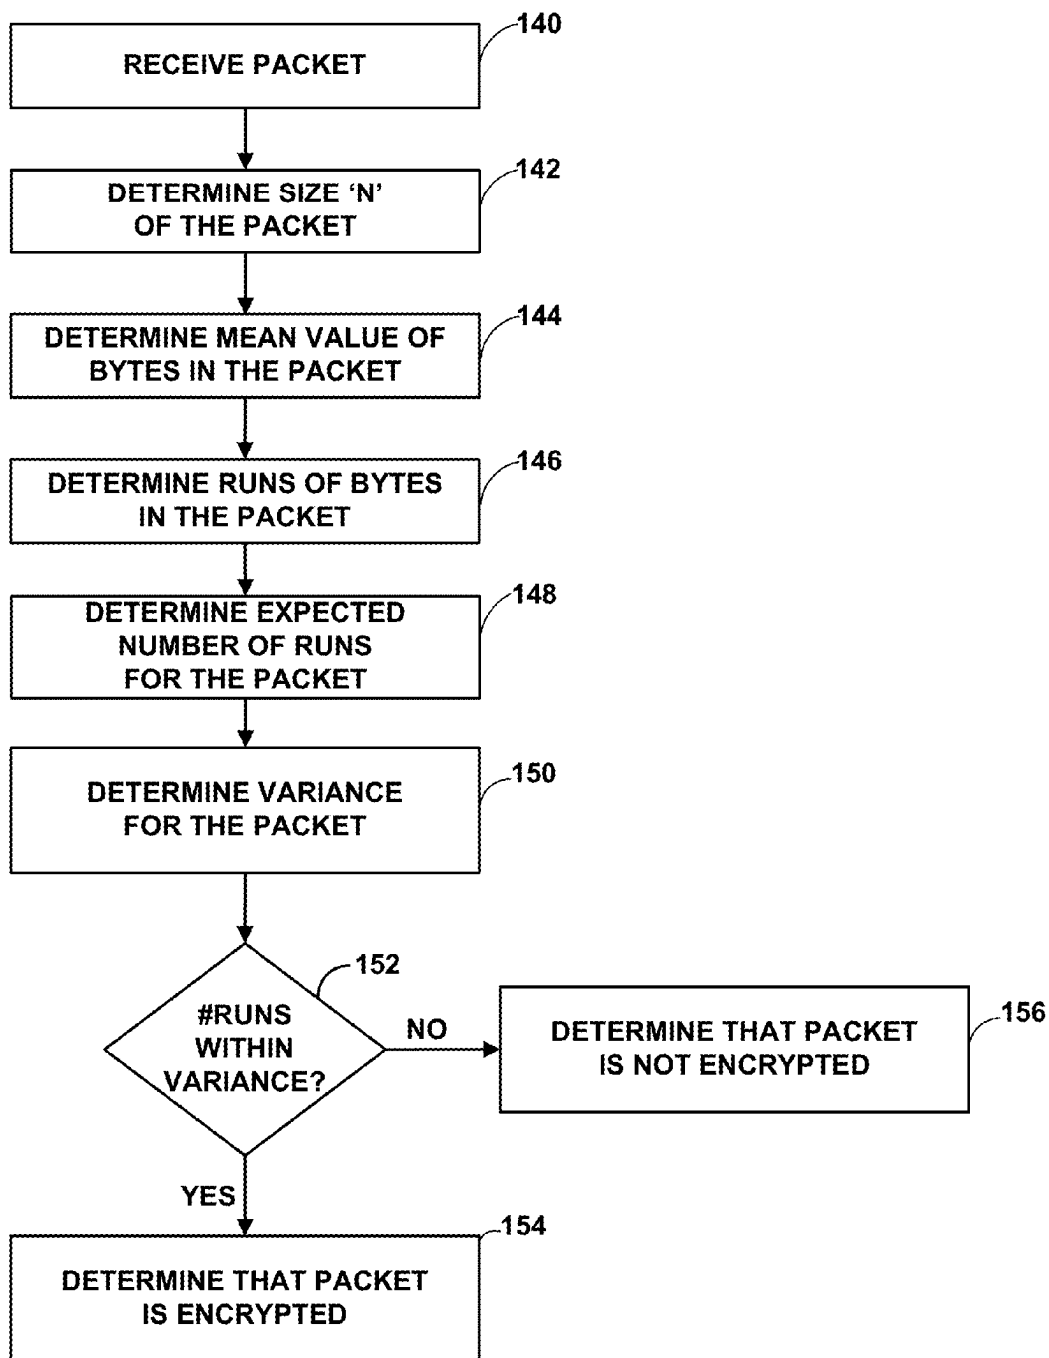 140
RECEIVE PACKET
142
DETERMINE SIZE ‘N’
OF THE PACKET
144
DETERMINE MEAN VALUE OF
BYTES IN THE PACKET
146
DETERMINE RUNS OF BYTES
IN THE PACKET
148
DETERMINE EXPECTED
NUMBER OF RUNS
FOR THE PACKET
150
DETERMINE VARIANCE
FOR THE PACKET
152
#RUNS
WITHIN
VARIANCE?
NO
156
DETERMINE THAT PACKET
IS NOT ENCRYPTED
YES
154
DETERMINE THAT PACKET
IS ENCRYPTED